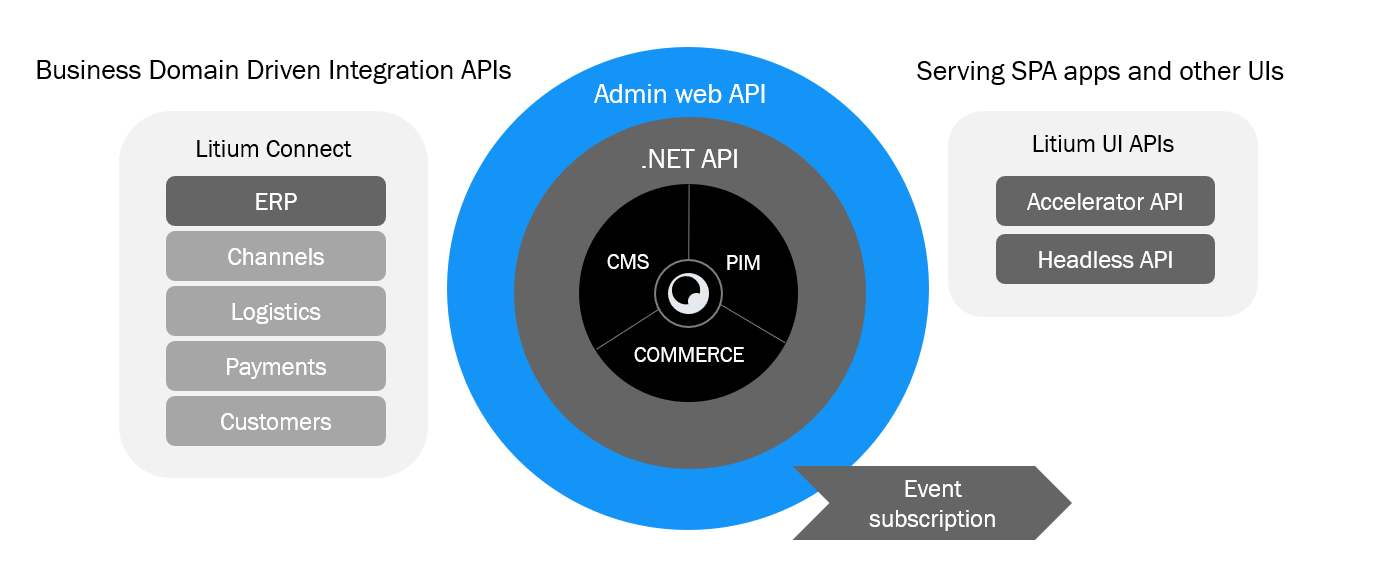 Business Domain Driven Integration APIs
Litium Connect
ERP
Channels
Logistics
Payments
Customers
Admin web API
.NET API
CMS
PIM
COMMERCE
Event
subscription
Serving SPA apps and other UIs
Litium UI APIs
Accelerator API
Headless API